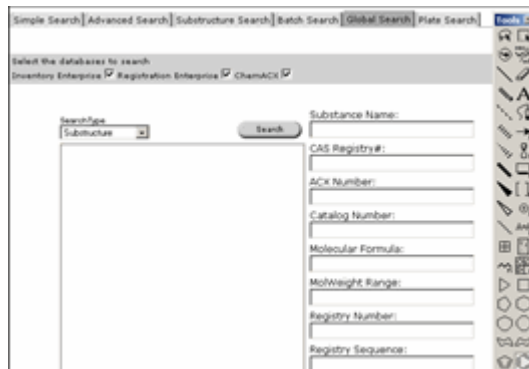 Simple Search Advanced Search Substructure Search Batch Search Global Search Plate Search
Tools
Select the databases to search
Inventory Enterprise Registration Enterprise ChemACX
SearchType
Substructure
Search
Substance Name:
CAS Registry#:
ACX Number:
Catalog Number:
Molecular Formula:
MolWeight Range:
Registry Number:
Registry Sequence: